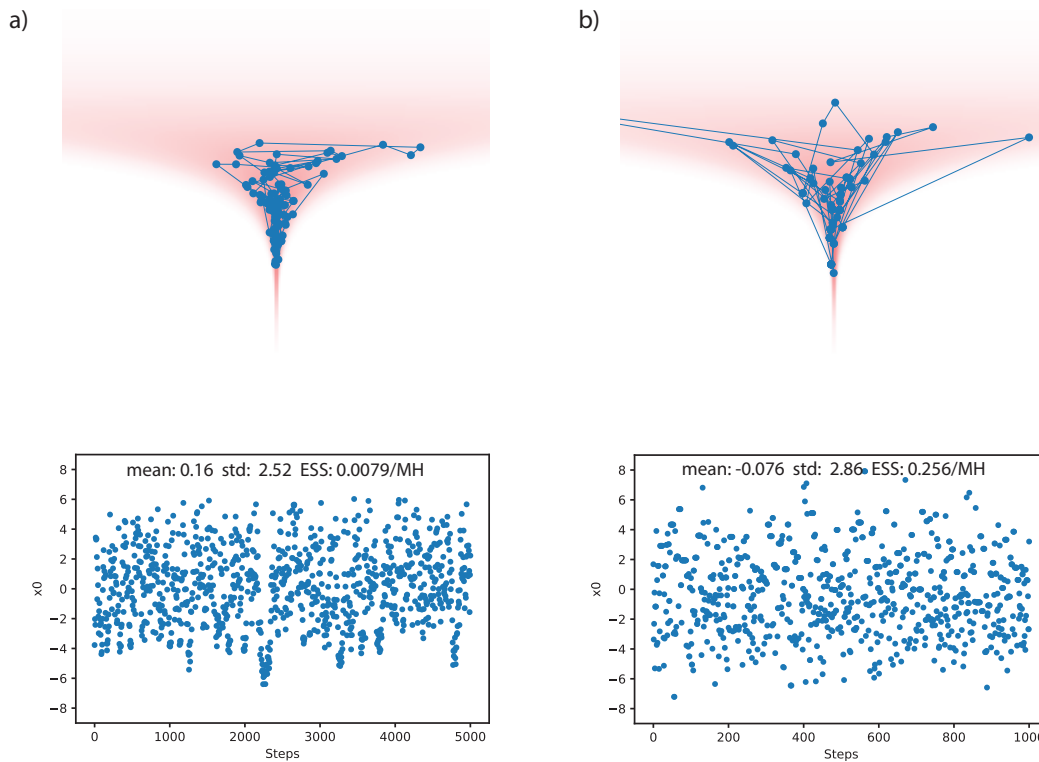 a)
b)
mean: 0.16 std: 2.52 ESS: 0.0079/MH
8
6
4
2
0
−2
−4
−6
−8
x0
0 1000 2000 3000 4000 5000
Steps
mean: -0.076 std: 2.86 ESS: 0.256/MH
8
6
4
2
0
−2
−4
−6
−8
x0
0 200 400 600 800 1000
Steps